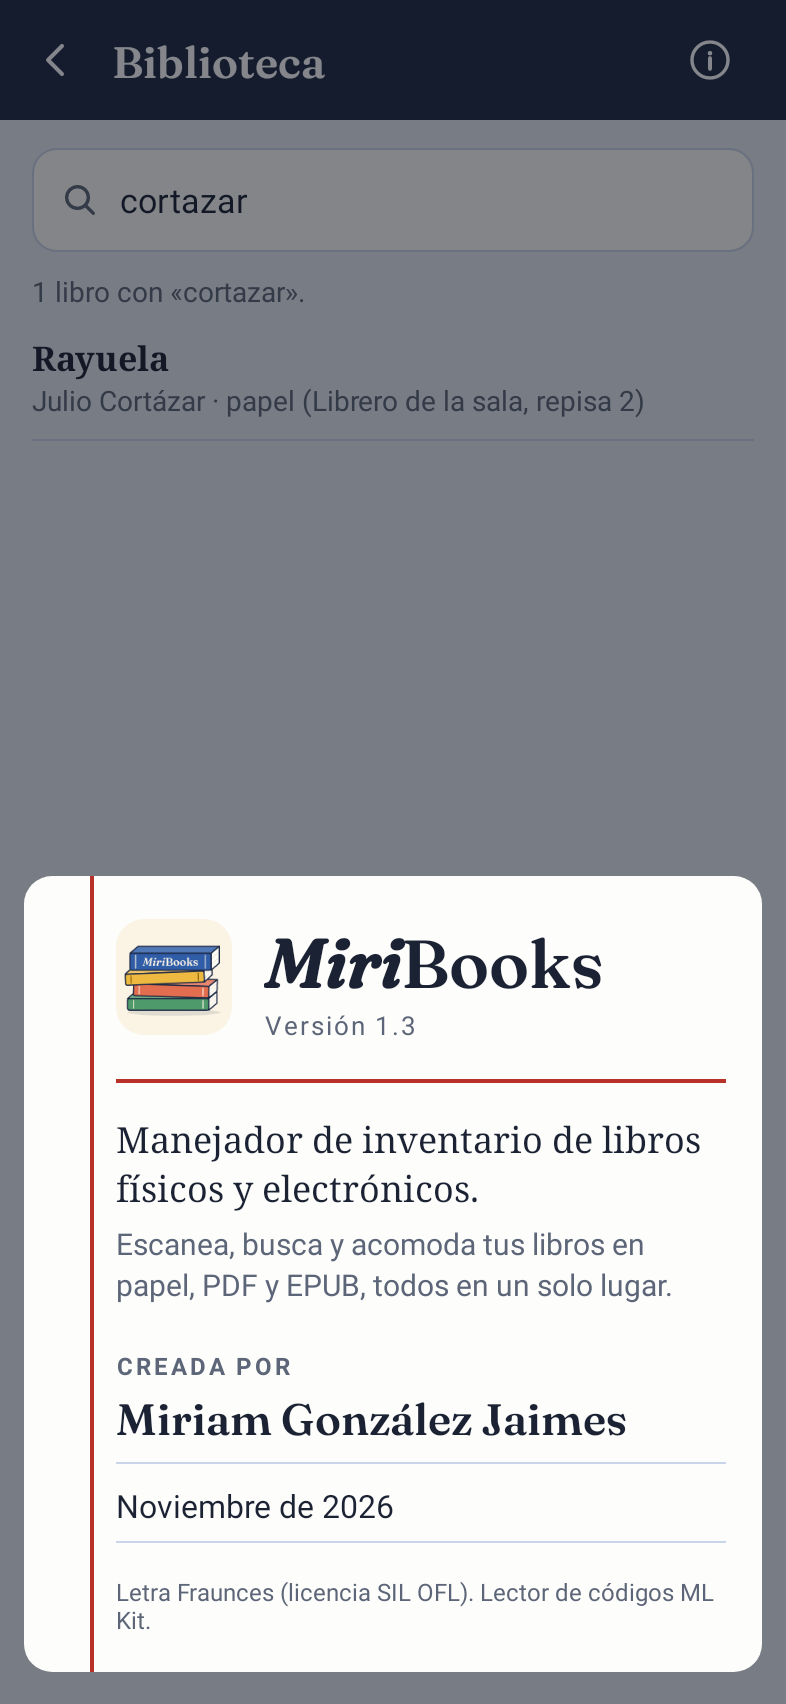 Biblioteca
cortazar
1 libro con «cortazar».
Rayuela
Julio Cortázar · papel (Librero de la sala, repisa 2)
MiriBooks
MiriBooks
Versión 1.3
Manejador de inventario de libros
físicos y electrónicos.
Escanea, busca y acomoda tus libros en
papel, PDF y EPUB, todos en un solo lugar.
CREADA POR
Miriam González Jaimes
Noviembre de 2026
Letra Fraunces (licencia SIL OFL). Lector de códigos ML
Kit.